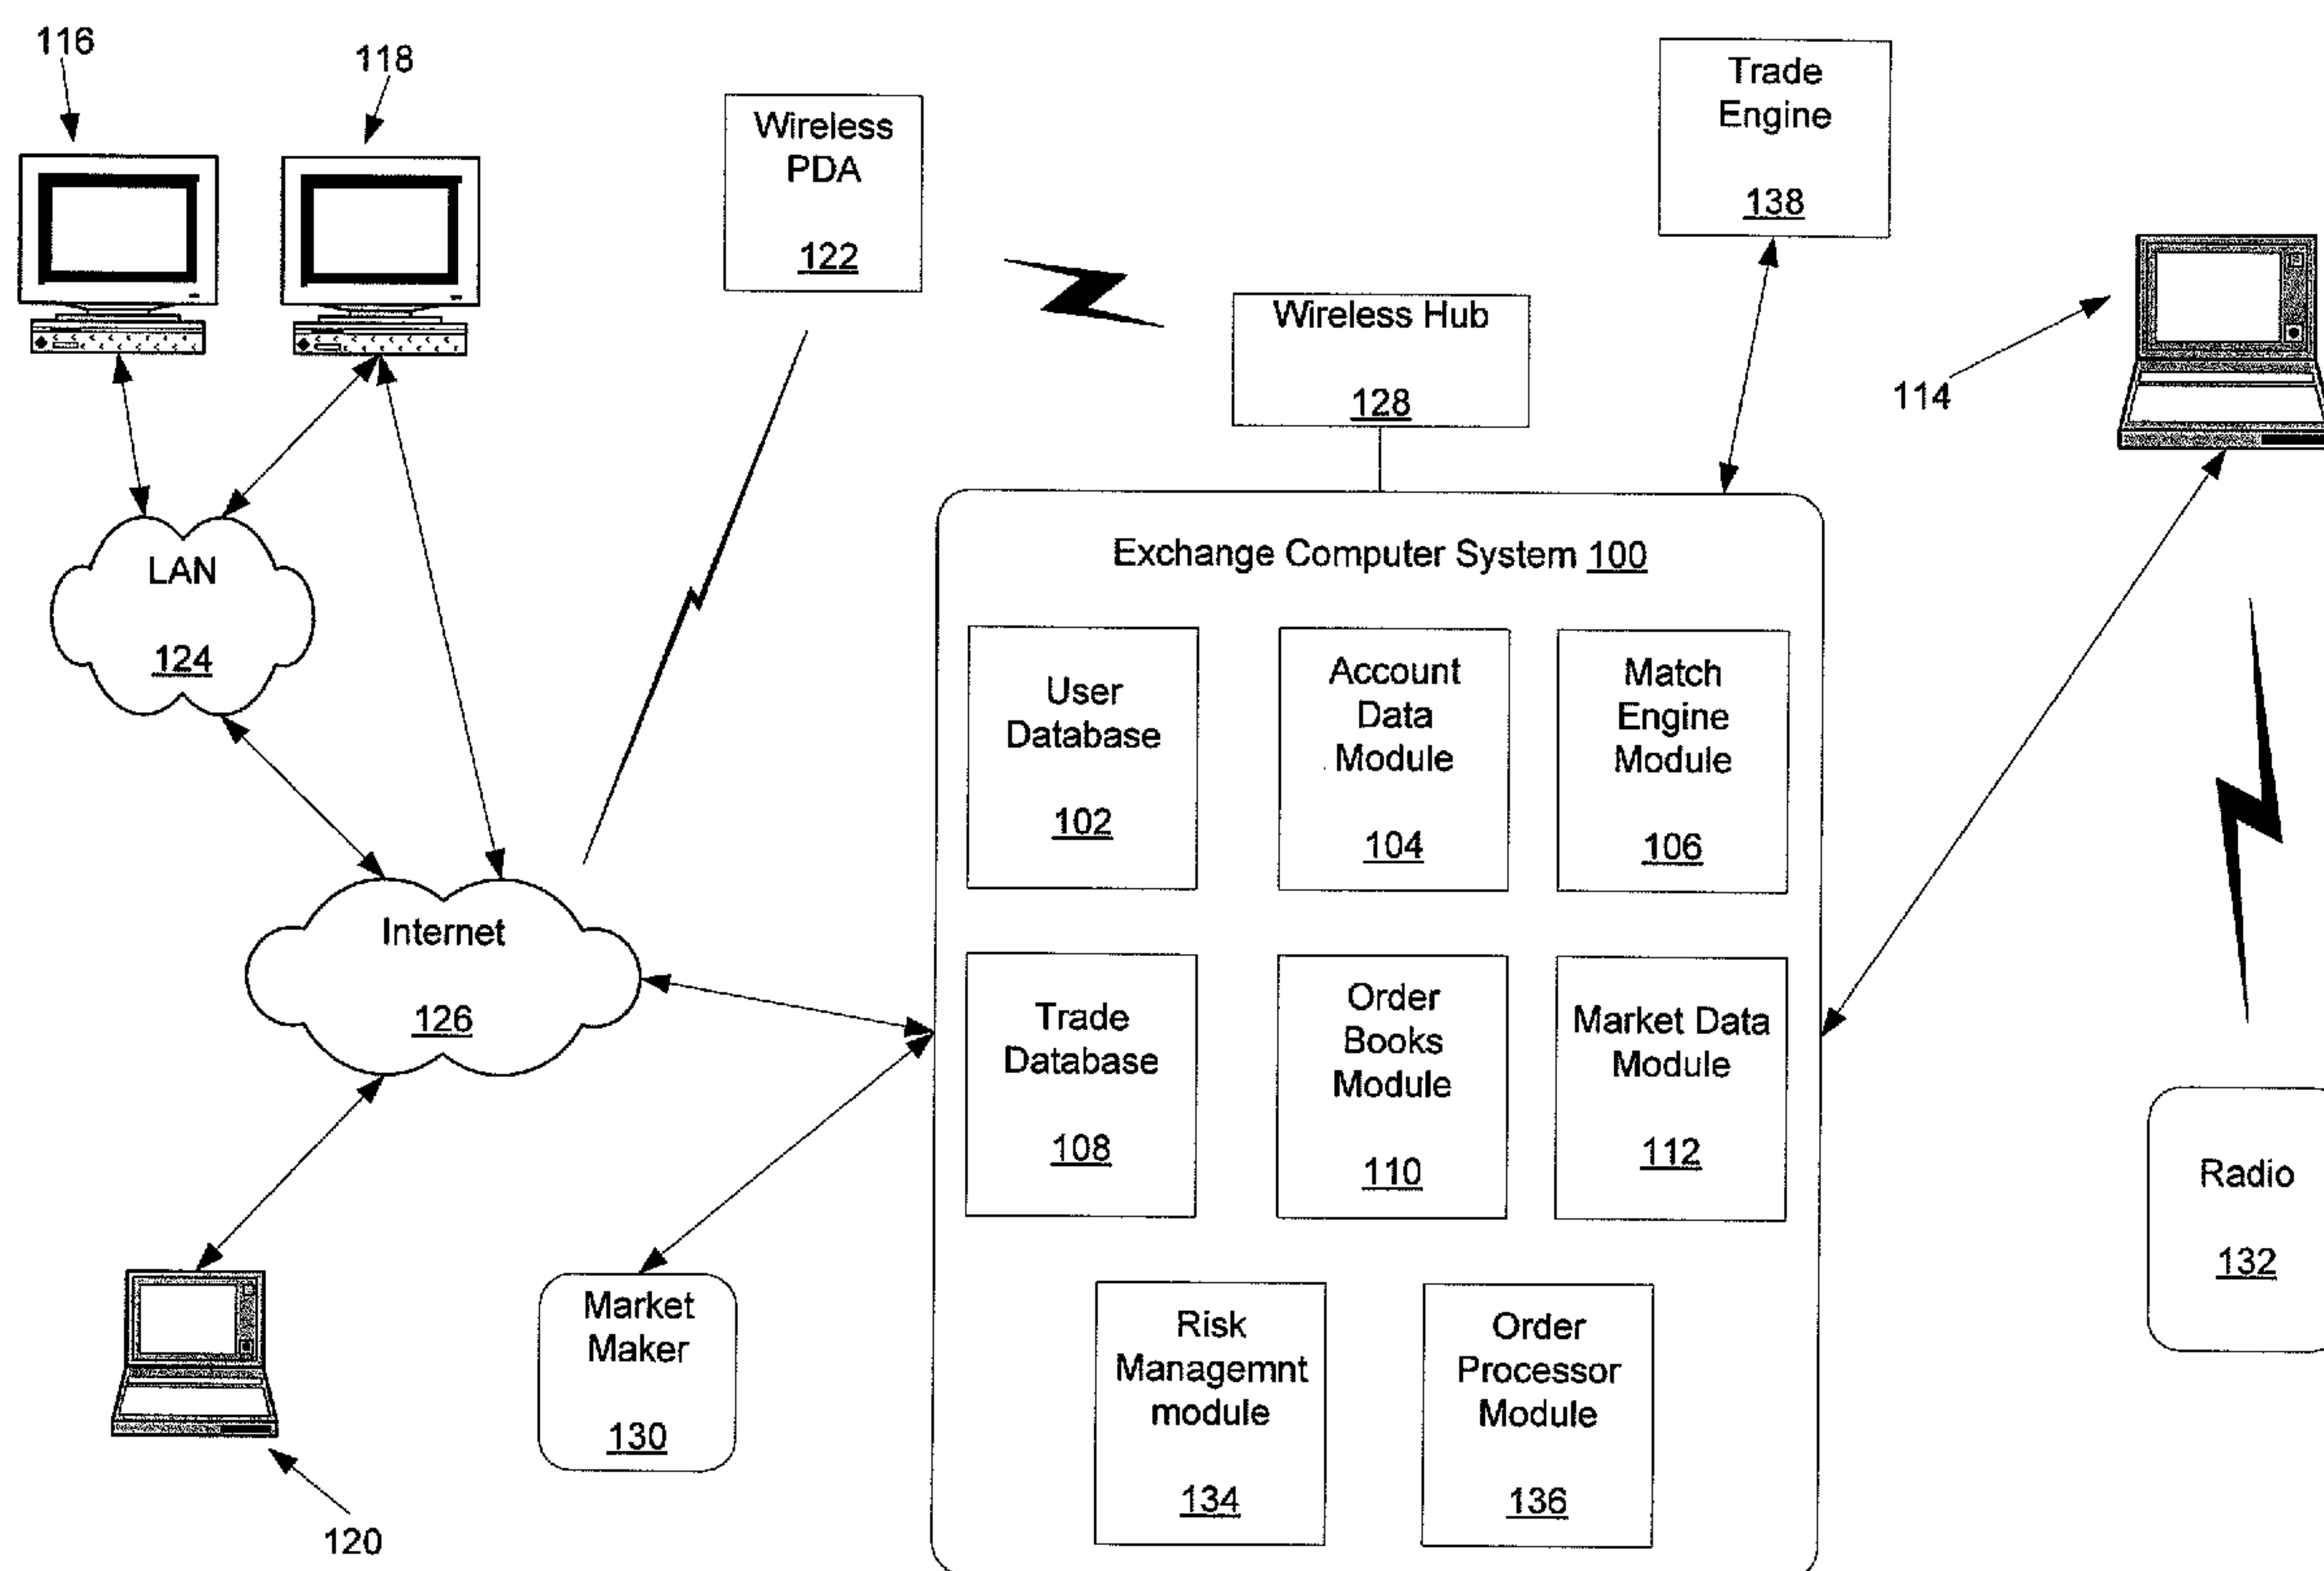 116
118
Wireless
PDA
122
Trade
Engine
138
Wireless Hub
128
114
LAN
124
Exchange Computer System 100
User
Database
102
Account
Data
Module
104
Match
Engine
Module
106
Internet
126
Trade
Database
108
Order
Books
Module
110
Market Data
Module
112
Radio
132
Market
Maker
130
Risk
Managemnt
module
134
Order
Processor
Module
136
120